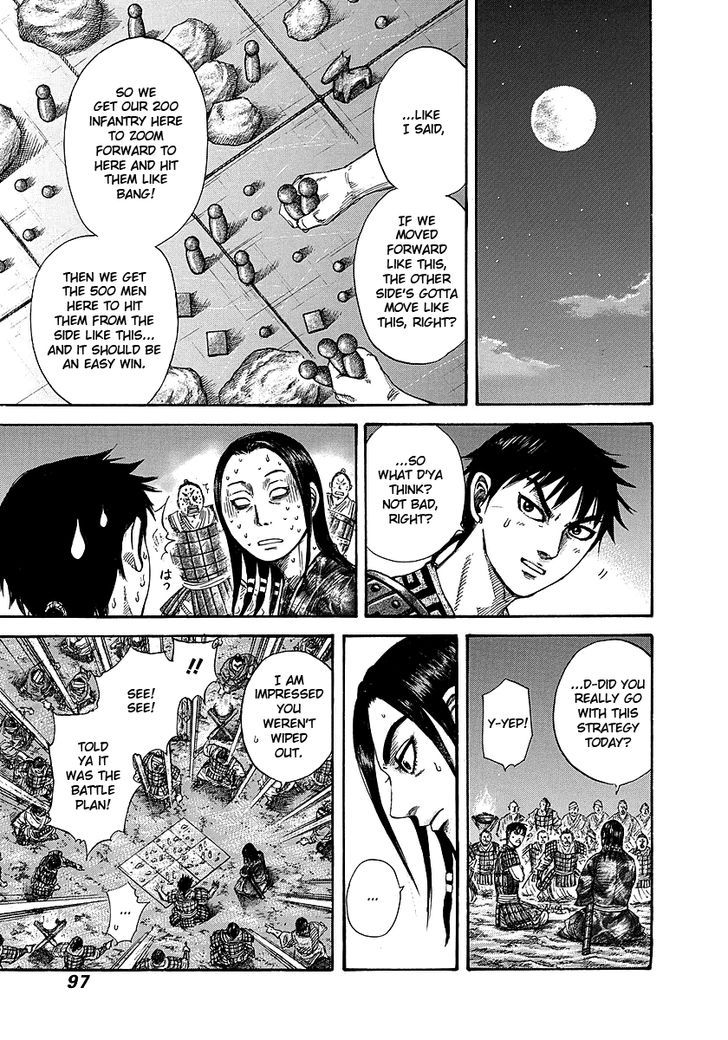 ...LIKE
I SAID,
IF WE
MOVED
FORWARD
LIKE THIS,
THE OTHER
SIDE'S GOTTA
MOVE LIKE
THIS, RIGHT?
SO WE
GET OUR 200
INFANTRY HERE
TO ZOOM
FORWARD TO
HERE AND HIT
THEM LIKE
BANG!
THEN WE GET
THE 500 MEN
HERE TO HIT
THEM FROM THE
SIDE LIKE THIS...
AND IT SHOULD BE
AN EASY WIN.
...SO
WHAT D'YA
THINK?
NOT BAD,
RIGHT?
はっ
...D-DID YOU
REALLY GO
WITH THIS
STRATEGY
TODAY?
Y-YEP!
...
I AM
IMPRESSED
YOU
WEREN'T
WIPED
OUT.
!!
SEE!
SEE!
TOLD
YA IT
WAS THE
BATTLE
PLAN!
...
97